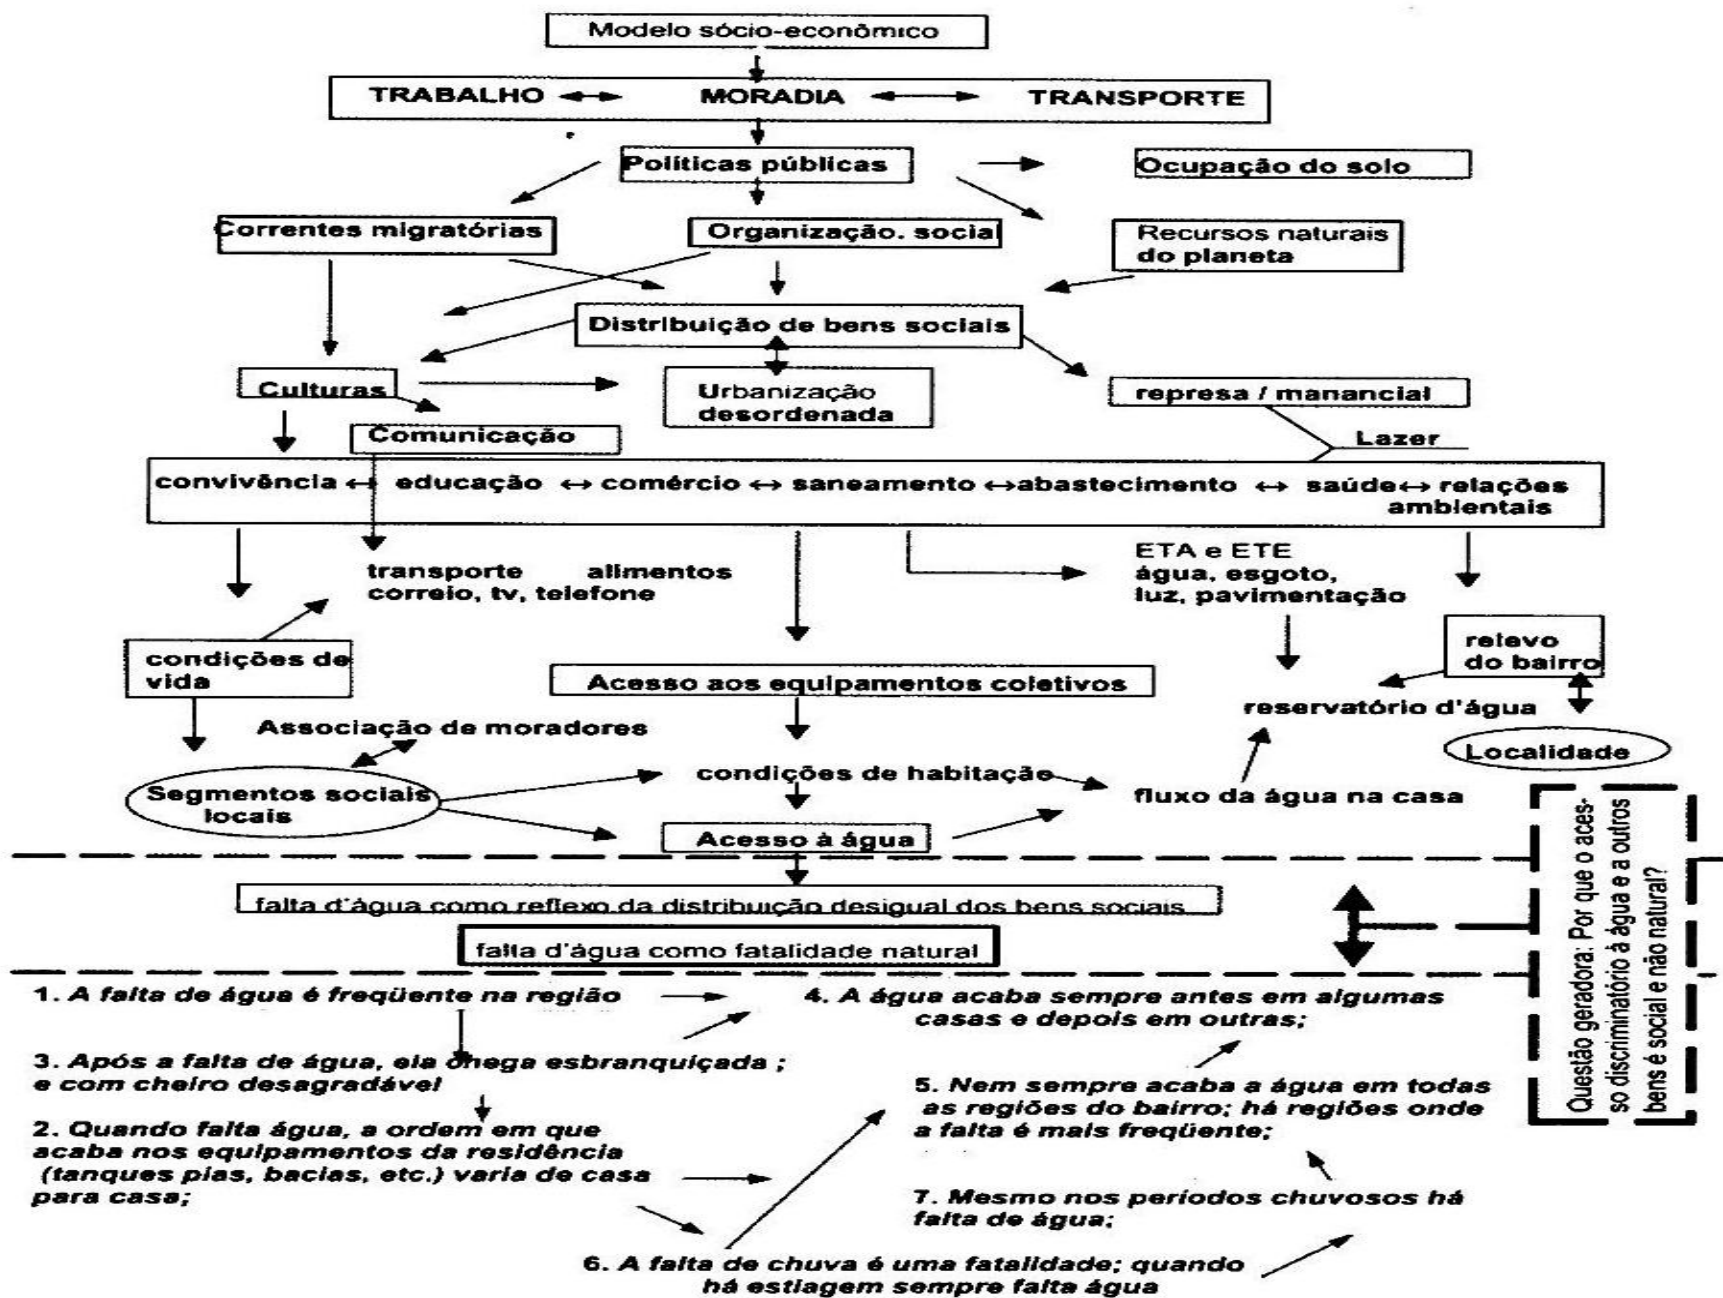 Modelo sócio-econômico
TRABALHO ↔ MORADIA ↔ TRANSPORTE
Políticas públicas
Ocupação do solo
Correntes migratórias
Organização. social
Recursos naturais
do planeta
Distribuição de bens sociais
Culturas
Urbanização
desordenada
represa / manancial
Comunicação
Lazer
convivência ↔ educação ↔ comércio ↔ saneamento ↔abastecimento ↔ saúde↔ relações
ambientais
transporte alimentos
correio, tv, telefone
ETA e ETE
água, esgoto,
luz, pavimentação
condições de
vida
relevo
do bairro
Acesso aos equipamentos coletivos
reservatório d'água
Associação de moradores
Localidade
Segmentos sociais
locais
condições de habitação
fluxo da água na casa
Acesso à água
falta d'água como reflexo da distribuição desigual dos bens sociais
falta d'água como fatalidade natural
Questão geradora: Por que o aces-
so discriminatório à água e a outros
bens é social e não natural?
1. A falta de água é freqüente na região
4. A água acaba sempre antes em algumas
casas e depois em outras;
3. Após a falta de água, ela chega esbranquiçada ;
e com cheiro desagradável
5. Nem sempre acaba a água em todas
as regiões do bairro; há regiões onde
a falta é mais freqüente;
2. Quando falta água, a ordem em que
acaba nos equipamentos da residência
(tanques pias, bacias, etc.) varia de casa
para casa;
7. Mesmo nos períodos chuvosos há
falta de água;
6. A falta de chuva é uma fatalidade; quando
há estiagem sempre falta água